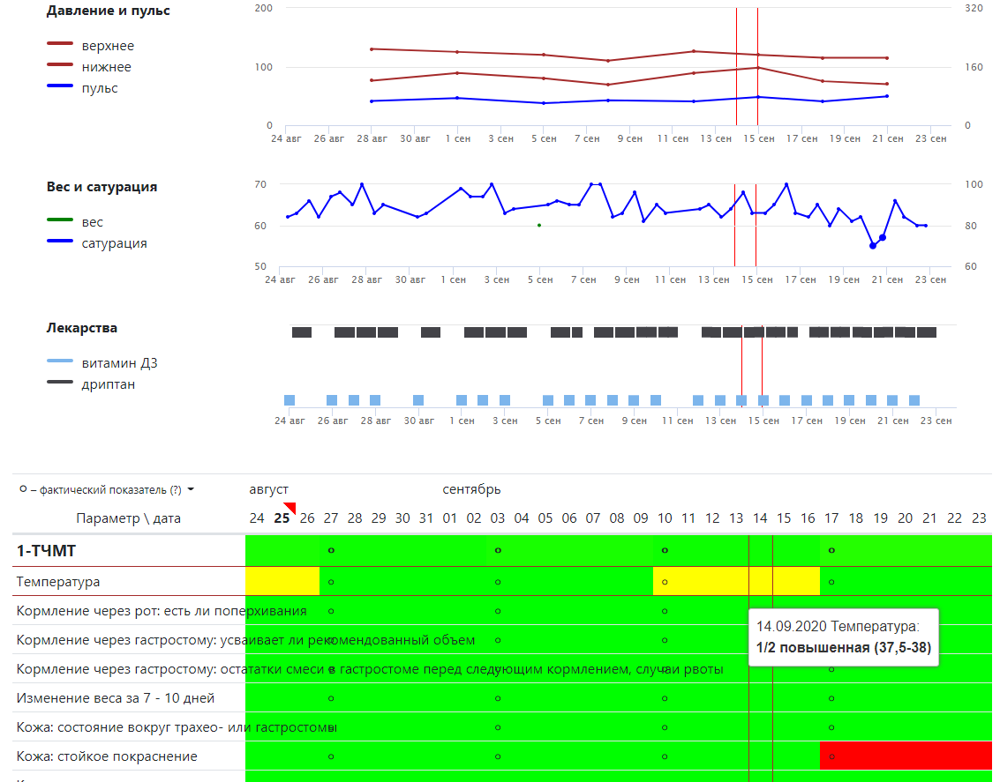 Давление и пульс
верхнее
нижнее
пульс
200
100
0
320
160
0
24 авг 26 авг 28 авг 30 авг 1 сен 3 сен 5 сен 7 сен 9 сен 11 сен 13 сен 15 сен 17 сен 19 сен 21 сен 23 сен
Вес и сатурация
вес
сатурация
70
60
50
100
80
60
24 авг 26 авг 28 авг 30 авг 1 сен 3 сен 5 сен 7 сен 9 сен 11 сен 13 сен 15 сен 17 сен 19 сен 21 сен 23 сен
Лекарства
витамин Д3
дриптан
24 авг 26 авг 28 авг 30 авг 1 сен 3 сен 5 сен 7 сен 9 сен 11 сен 13 сен 15 сен 17 сен 19 сен 21 сен 23 сен
– фактический показатель (?) август сентябрь
Параметр \ дата 24 25 26 27 28 29 30 31 01 02 03 04 05 06 07 08 09 10 11 12 13 14 15 16 17 18 19 20 21 22 23
1-ТЧМТ
Температура
Кормление через рот: есть ли поперхивания
14.09.2020 Температура:
1/2 повышенная (37,5-38)
Кормление через гастростому: усваивает ли рекомендованный объем
Кормление через гастростому: остататки смеси в гастростоме перед следующим кормлением, случаи рвоты
Изменение веса за 7 - 10 дней
Кожа: состояние вокруг трахео- или гастростомы
Кожа: стойкое покраснение